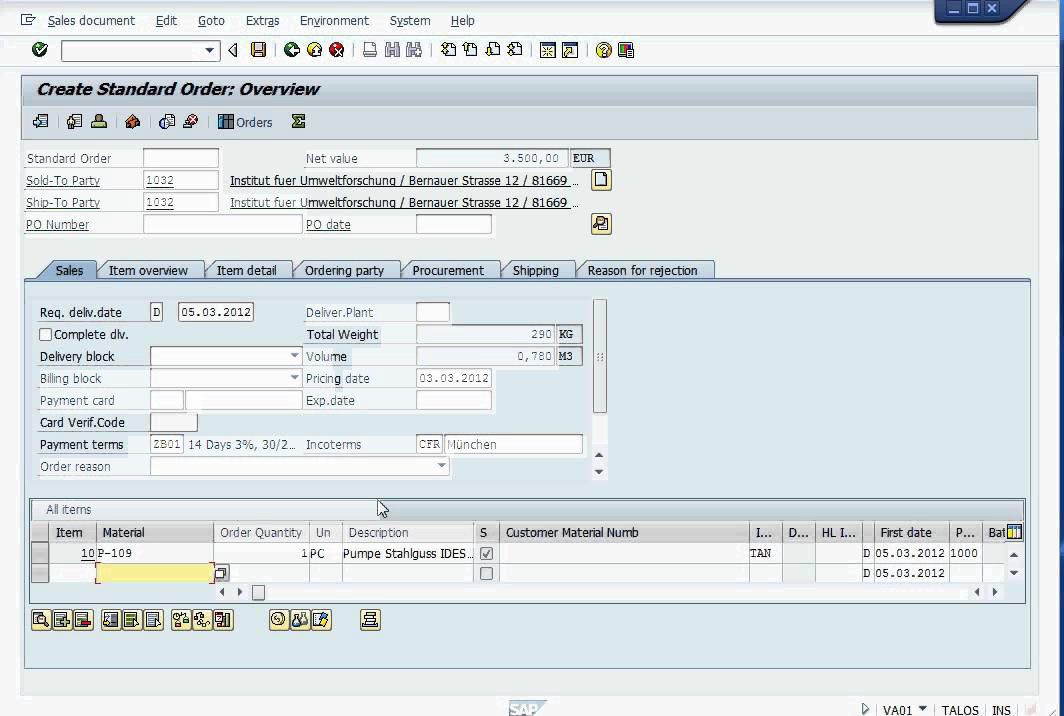 Sales document Edit Goto Extras Environment System Help
Create Standard Order: Overview
Orders
Standard Order Net value 3.500,00 EUR
Sold-To Party 1032 Institut fuer Umweltforschung / Bernauer Strasse 12 / 81669 ...
Ship-To Party 1032 Institut fuer Umweltforschung / Bernauer Strasse 12 / 81669 ...
PO Number PO date
Sales Item overview Item detail Ordering party Procurement Shipping Reason for rejection
Req. deliv.date D 05.03.2012 Deliver.Plant
Complete dlv. Total Weight 290 KG
Delivery block Volume 0,780 M3
Billing block Pricing date 03.03.2012
Payment card Exp.date
Card Verif.Code
Payment terms ZB01 14 Days 3%, 30/2... Incoterms CFR München
Order reason
All items
Item Material Order Quantity Un Description S Customer Material Numb I... D... HL I... First date P... Bat
10 P-109 1 PC Pumpe Stahlguss IDES... TAN D 05.03.2012 1000
D 05.03.2012
SAP VA01 TALOS INS